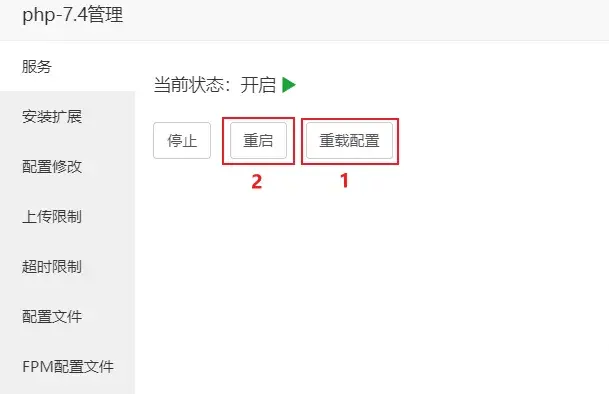 php-7.4管理
服务
安装扩展
配置修改
上传限制
超时限制
配置文件
FPM配置文件
当前状态：开启
停止 重启 重载配置
2 1